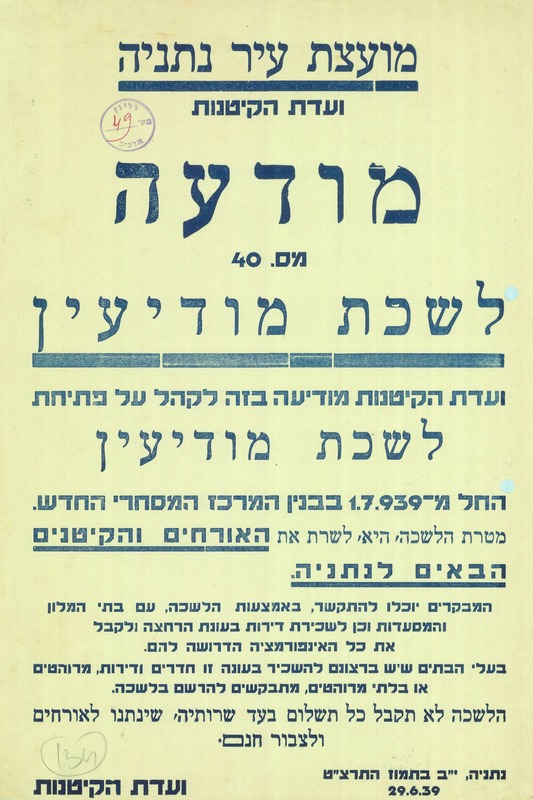 מועצת עיר נתניה
ועדת הקיטנות
גליון
מס' 49
ארכיב
מודעה
מס. 40
לשכת מודיעין
ועדת הקיטנות מודיעה בזה לקהל על פתיחת
לשכת מודיעין
החל מ־1.7.939 בבנין המרכז המסחרי החדש.
מטרת הלשכה, היא, לשרת את האורחים והקיטנים
הבאים לנתניה.
המבקרים יוכלו להתקשר, באמצעות הלשכה, עם בתי המלון
והמסעדות וכן לשכירת דירות בעונת הרחצה ולקבל
את כל האינפורמציה הדרושה להם.
בעלי הבתים שיש ברצונם להשכיר בעונה זו חדרים ודירות, מרוהטים
או בלתי מרוהטים, מתבקשים להרשם בלשכה.
הלשכה לא תקבל כל תשלום בעד שרותיה, שינתנו לאורחים
ולצבור חנם.
נתניה, י״ב בתמוז התרצ״ט
29.6.39
ועדת הקיטנות